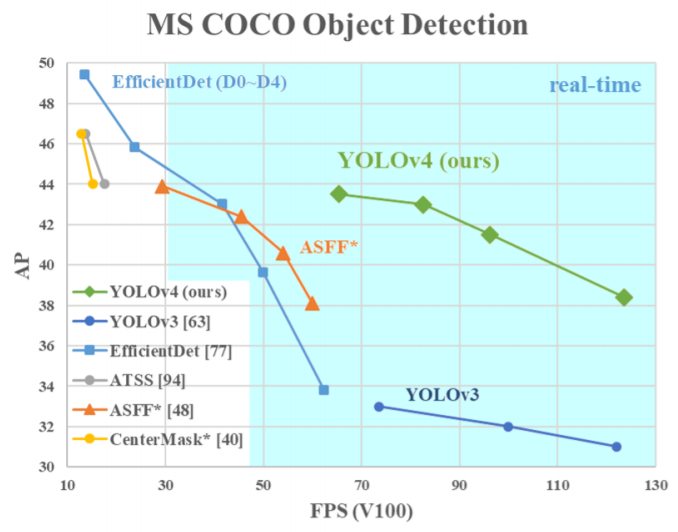 MS COCO Object Detection
AP
50
48
46
44
42
40
38
36
34
32
30
EfficientDet (D0~D4)
real-time
YOLOv4 (ours)
ASFF*
YOLOv3
YOLOv4 (ours)
YOLOv3 [63]
EfficientDet [77]
ATSS [94]
ASFF* [48]
CenterMask* [40]
10 30 50 70 90 110 130
FPS (V100)